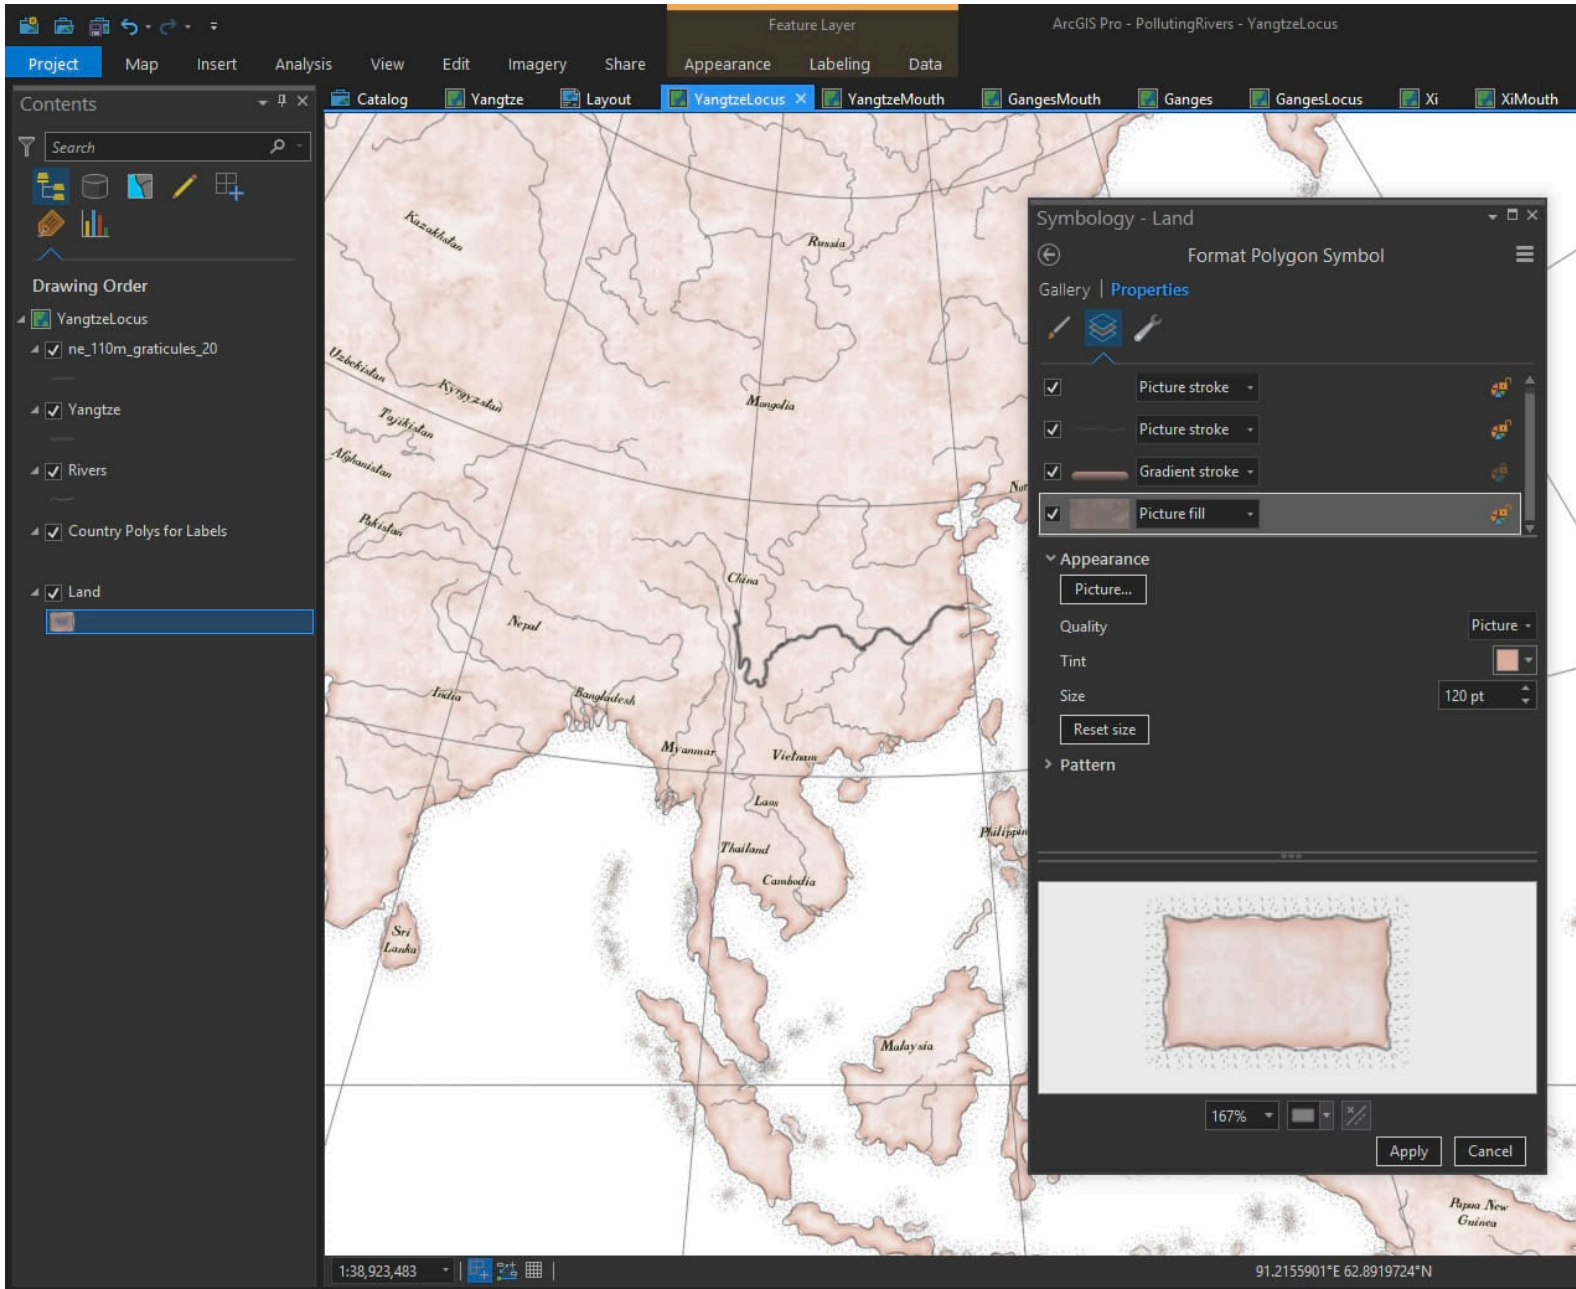 Feature Layer
ArcGIS Pro - PollutingRivers - YangtzeLocus
Project Map Insert Analysis View Edit Imagery Share Appearance Labeling Data
Contents
Catalog Yangtze Layout YangtzeLocus YangtzeMouth GangesMouth Ganges GangesLocus Xi XiMouth
Search
Drawing Order
YangtzeLocus
ne_110m_graticules_20
Yangtze
Rivers
Country Polys for Labels
Land
Kazakhstan
Russia
Uzbekistan
Kyrgyzstan
Mongolia
Tajikistan
Afghanistan
Pakistan
China
Nepal
India
Bangladesh
Myanmar
Vietnam
Laos
Thailand
Cambodia
Philippin
Sri
Lanka
Malaysia
Papua New
Guinea
Symbology - Land
Format Polygon Symbol
Gallery | Properties
Picture stroke
Picture stroke
Gradient stroke
Picture fill
Appearance
Picture...
Quality Picture
Tint
Size 120 pt
Reset size
Pattern
167%
Apply Cancel
1:38,923,483
91.2155901°E 62.8919724°N